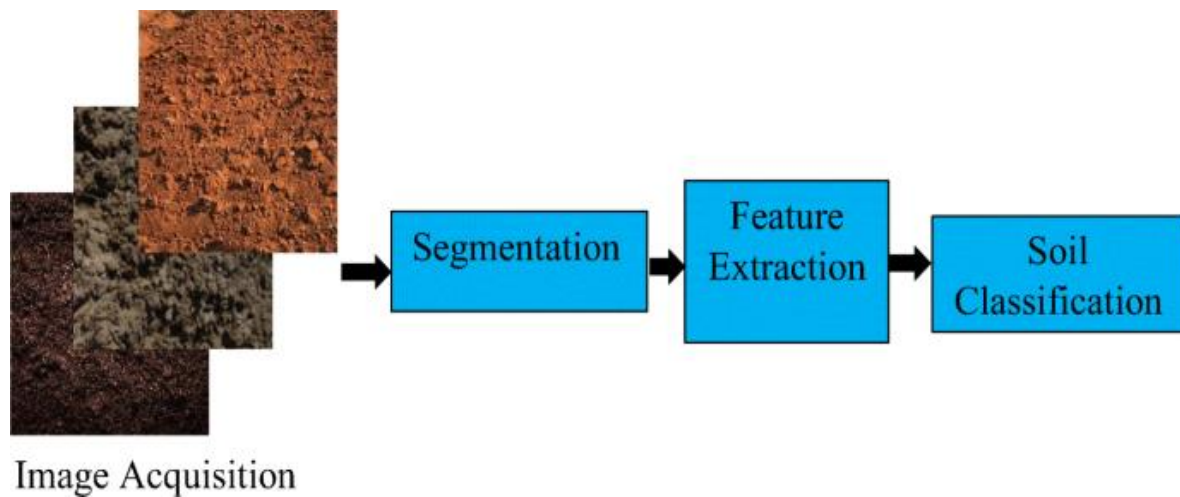 Segmentation
Feature
Extraction
Soil
Classification
Image Acquisition